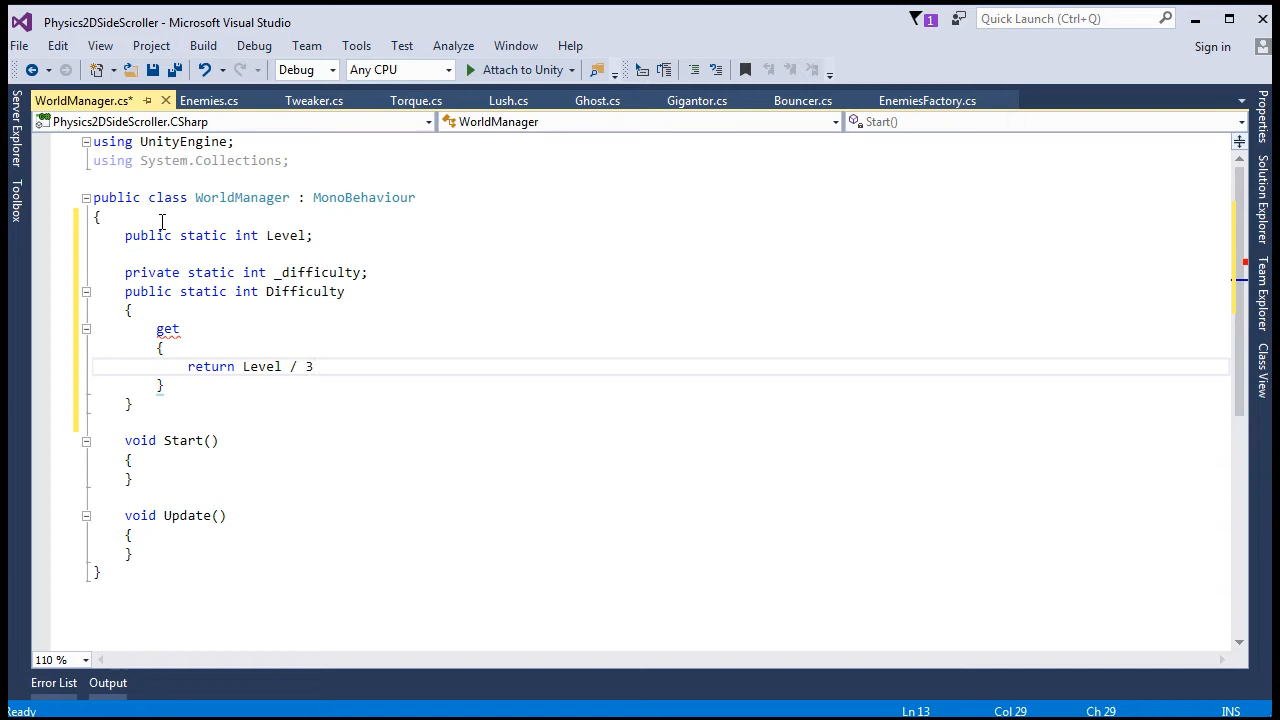 Physics2DSideScroller - Microsoft Visual Studio
1
Quick Launch (Ctrl+Q)
File Edit View Project Build Debug Team Tools Test Analyze Window Help
Sign in
Debug Any CPU Attach to Unity
WorldManager.cs* Enemies.cs Tweaker.cs Torque.cs Lush.cs Ghost.cs Gigantor.cs Bouncer.cs EnemiesFactory.cs
Physics2DSideScroller.CSharp WorldManager Start()
Server Explorer
Toolbox
using UnityEngine;
using System.Collections;
public class WorldManager : MonoBehaviour
{
public static int Level;
private static int _difficulty;
public static int Difficulty
{
get
{
return Level / 3
}
}
void Start()
{
}
void Update()
{
}
}
Properties
Solution Explorer
Team Explorer
Class View
110 %
Error List Output
Ready Ln 13 Col 29 Ch 29 INS